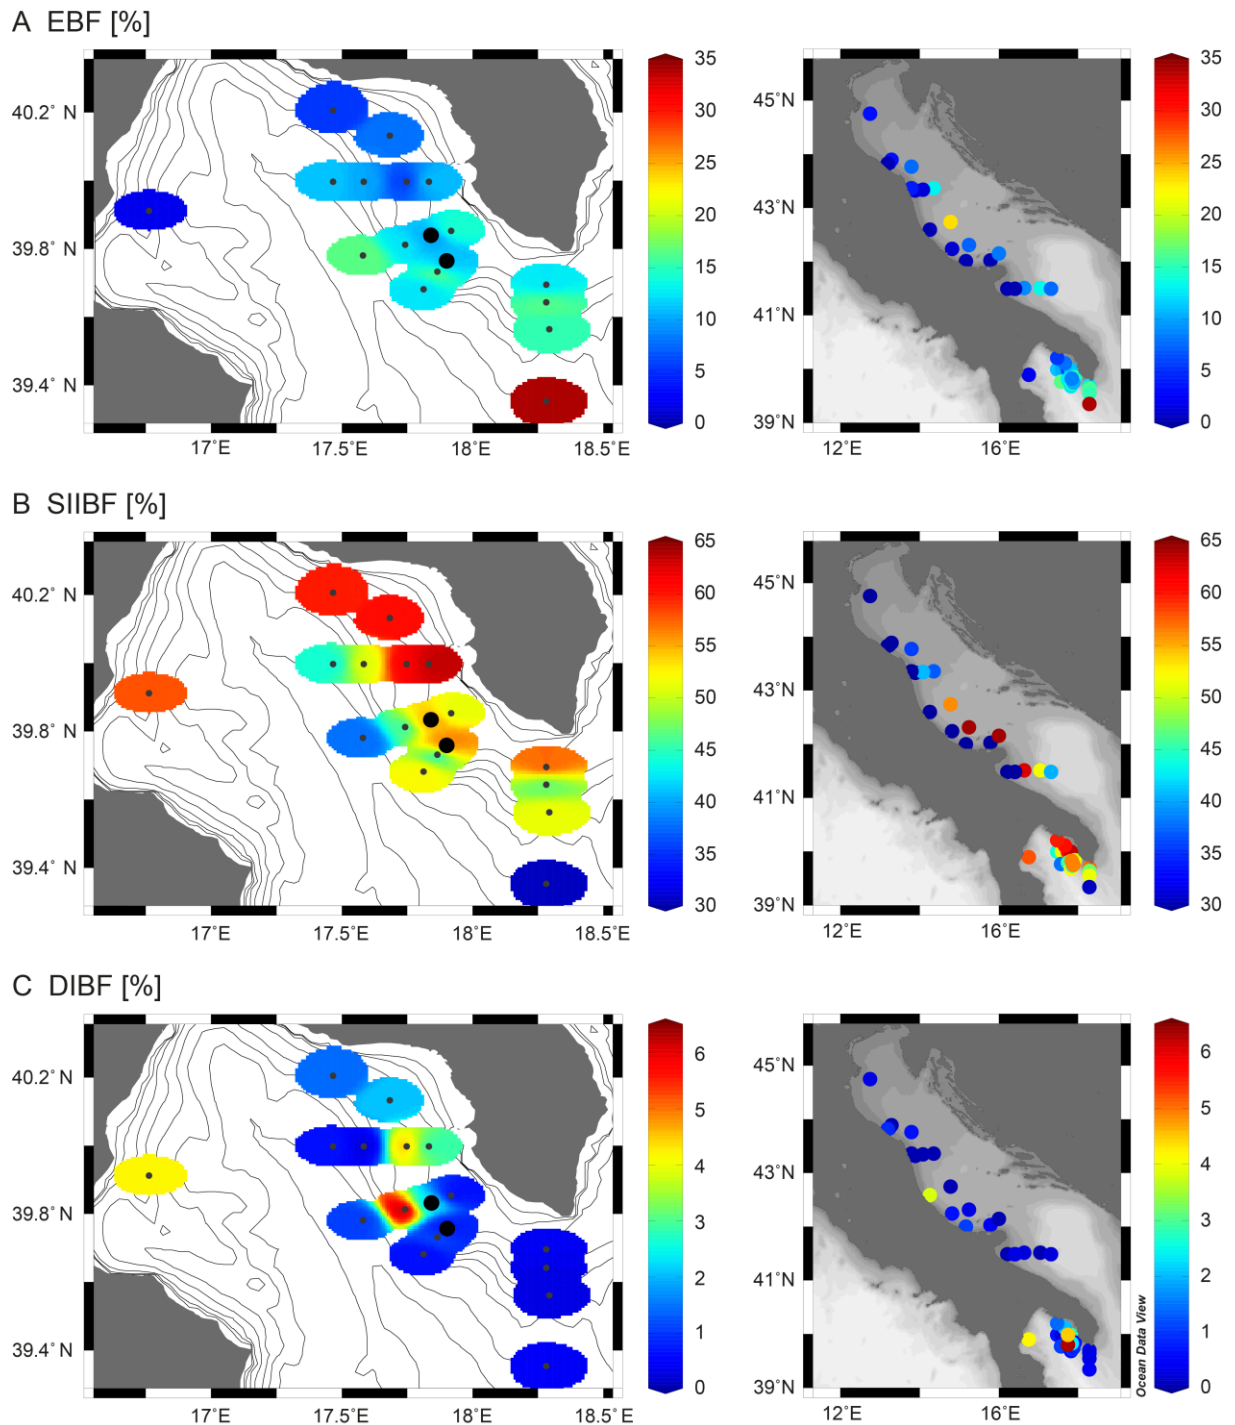 A EBF [%]
40.2° N
39.8° N
39.4° N
17°E
17.5°E
18°E
18.5°E
35
30
25
20
15
10
5
0
45°N
43°N
41°N
39°N
12°E
16°E
35
30
25
20
15
10
5
0
B SIIBF [%]
40.2° N
39.8° N
39.4° N
17°E
17.5°E
18°E
18.5°E
65
60
55
50
45
40
35
30
45°N
43°N
41°N
39°N
12°E
16°E
65
60
55
50
45
40
35
30
C DIBF [%]
40.2° N
39.8° N
39.4° N
17°E
17.5°E
18°E
18.5°E
6
5
4
3
2
1
0
45°N
43°N
41°N
39°N
12°E
16°E
Ocean Data View
6
5
4
3
2
1
0